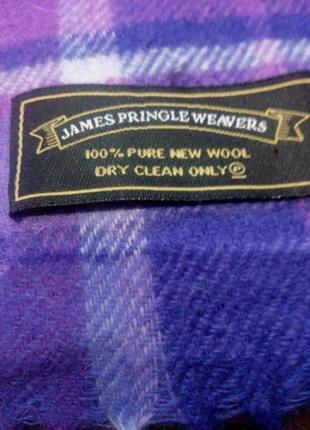 JAMES PRINGLE WEAVERS
100% PURE NEW WOOL
DRY CLEAN ONLY Ⓟ